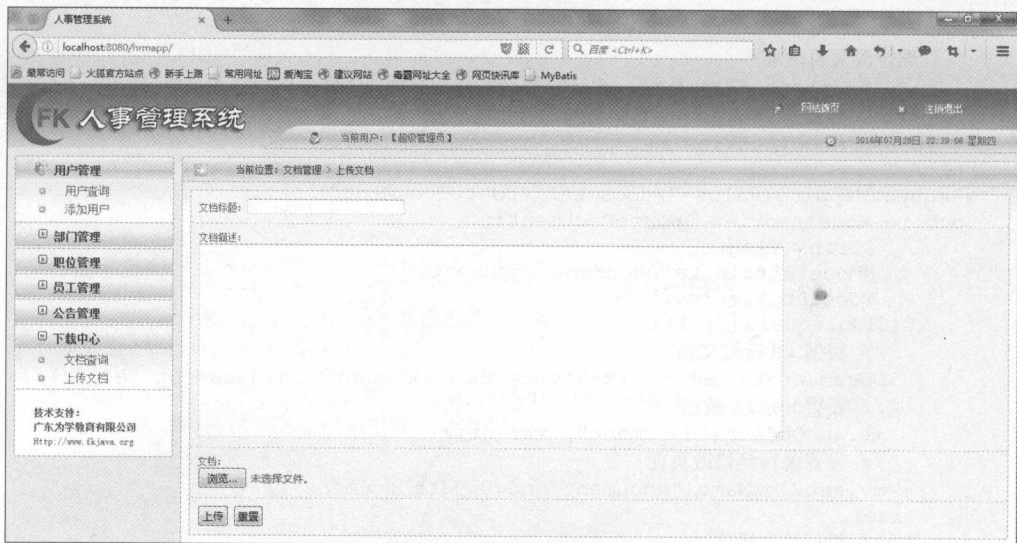 人事管理系统
localhost:8080/hrmapp/
百度 <Ctrl+K>
最常访问 火狐官方站点 新手上路 常用网址 爱淘宝 建议网站 毒霸网址大全 网页快讯库 MyBatis
FK 人事管理系统
网站首页 注销退出
当前用户:【超级管理员】
2016年07月28日 22:39:06 星期四
用户管理
用户查询
添加用户
部门管理
职位管理
员工管理
公告管理
下载中心
文档查询
上传文档
技术支持:
广东为学教育有限公司
Http://www.fkjava.org
当前位置:文档管理 > 上传文档
文档标题:
文档描述:
文档:
浏览... 未选择文件。
上传 重置